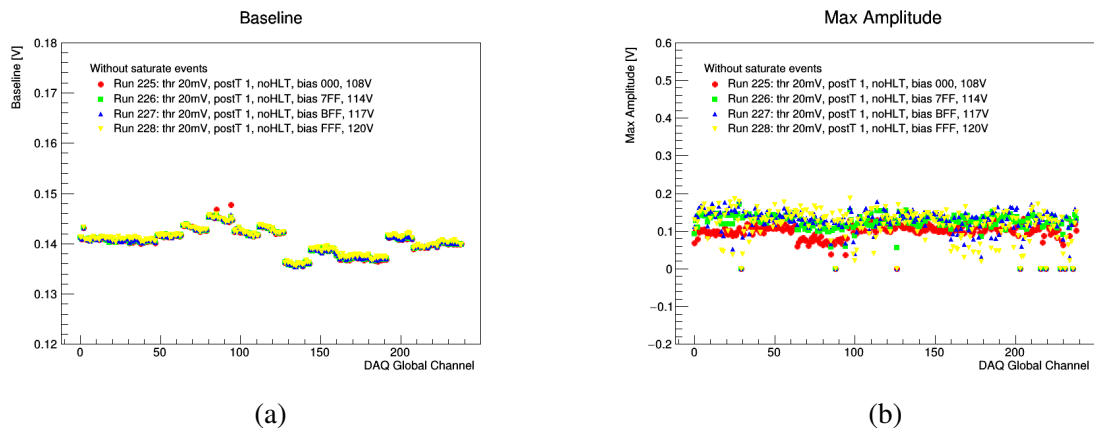 Baseline
Baseline [V]
0.18
0.17
0.16
0.15
0.14
0.13
0.12
Without saturate events
Run 225: thr 20mV, postT 1, noHLT, bias 000, 108V
Run 226: thr 20mV, postT 1, noHLT, bias 7FF, 114V
Run 227: thr 20mV, postT 1, noHLT, bias BFF, 117V
Run 228: thr 20mV, postT 1, noHLT, bias FFF, 120V
0 50 100 150 200
DAQ Global Channel
(a)
Max Amplitude
Max Amplitude [V]
0.6
0.5
0.4
0.3
0.2
0.1
0
−0.1
−0.2
Without saturate events
Run 225: thr 20mV, postT 1, noHLT, bias 000, 108V
Run 226: thr 20mV, postT 1, noHLT, bias 7FF, 114V
Run 227: thr 20mV, postT 1, noHLT, bias BFF, 117V
Run 228: thr 20mV, postT 1, noHLT, bias FFF, 120V
0 50 100 150 200
DAQ Global Channel
(b)